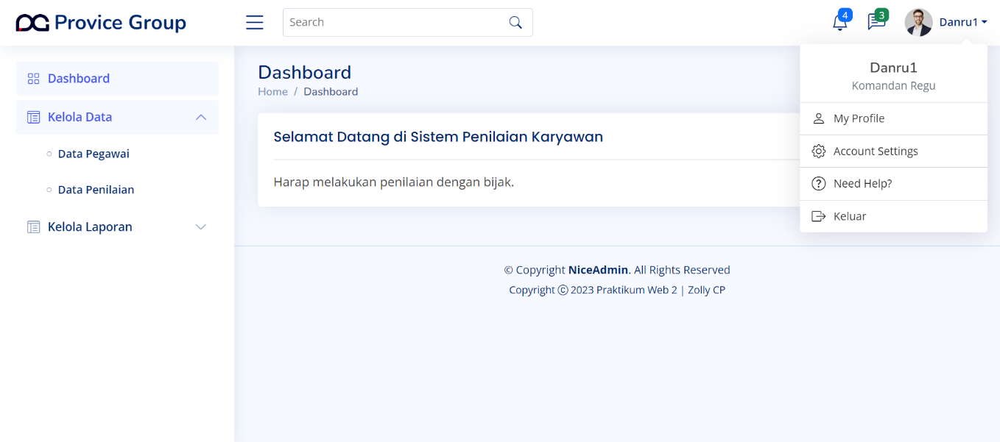 Provice Group
Search
4
3
Danru1
Dashboard
Kelola Data
Data Pegawai
Data Penilaian
Kelola Laporan
Dashboard
Home / Dashboard
Selamat Datang di Sistem Penilaian Karyawan
Harap melakukan penilaian dengan bijak.
Danru1
Komandan Regu
My Profile
Account Settings
Need Help?
Keluar
© Copyright NiceAdmin. All Rights Reserved
Copyright © 2023 Praktikum Web 2 | Zolly CP